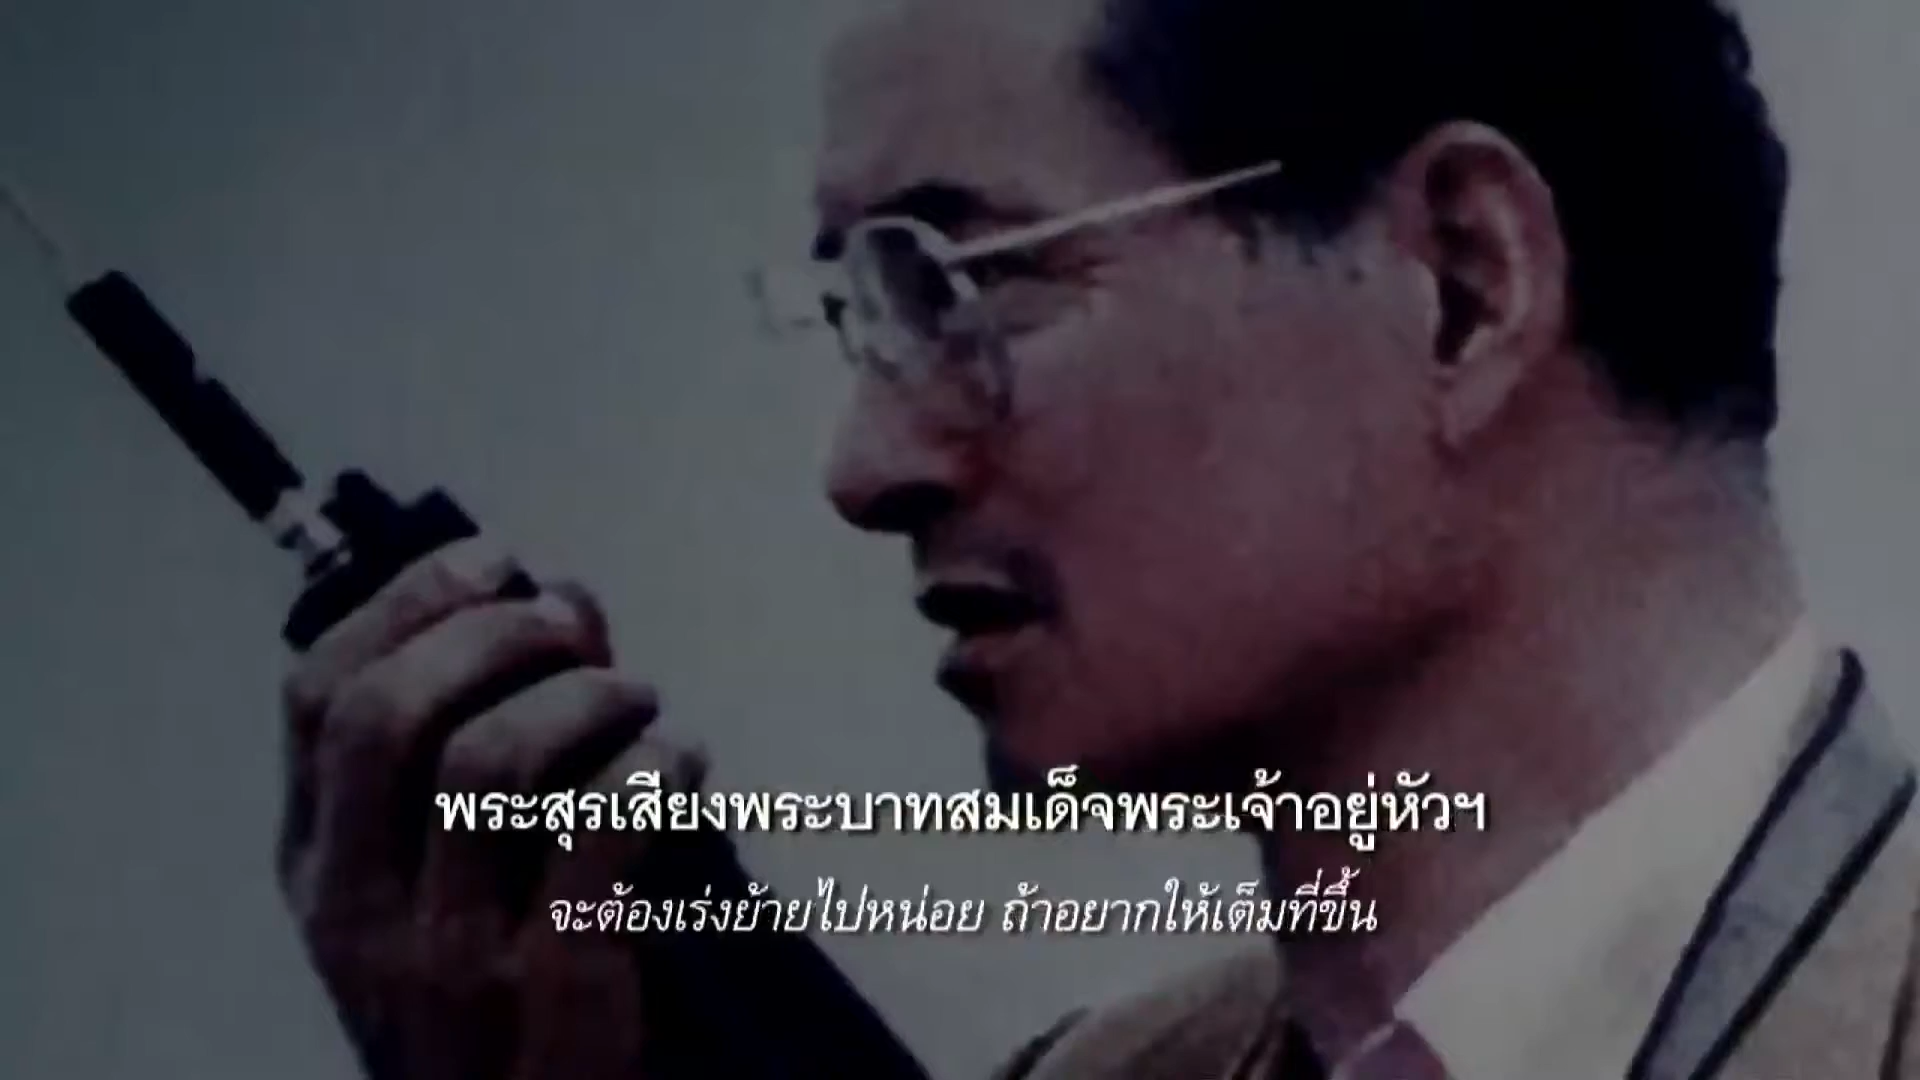 พระสุรเสียงพระบาทสมเด็จพระเจ้าอยู่หัวฯ
จะต้องเร่งย้ายไปหน่อย ถ้าอยากให้เต็มที่ขึ้น